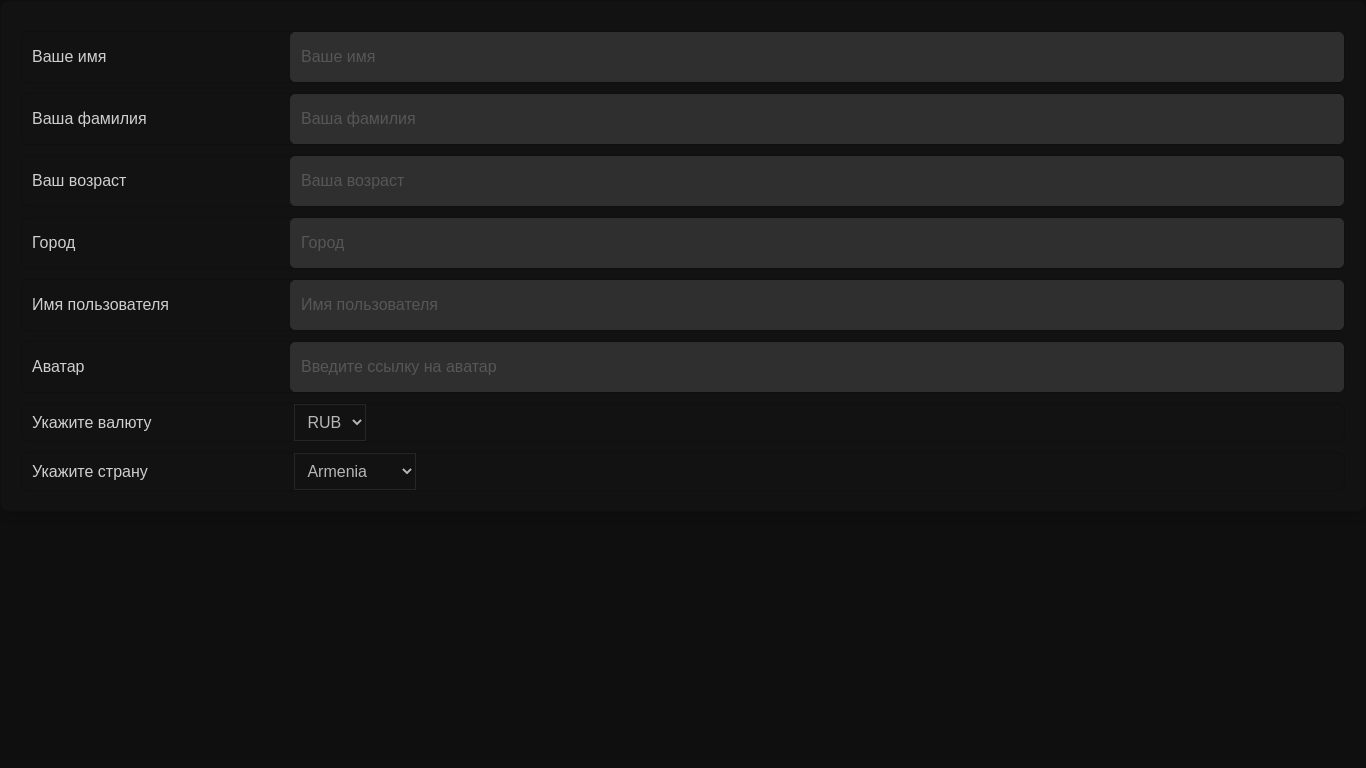 Ваше имя Ваше имя
Ваша фамилия Ваша фамилия
Ваш возраст Ваша возраст
Город Город
Имя пользователя Имя пользователя
Аватар Введите ссылку на аватар
Укажите валюту RUB
Укажите страну Armenia